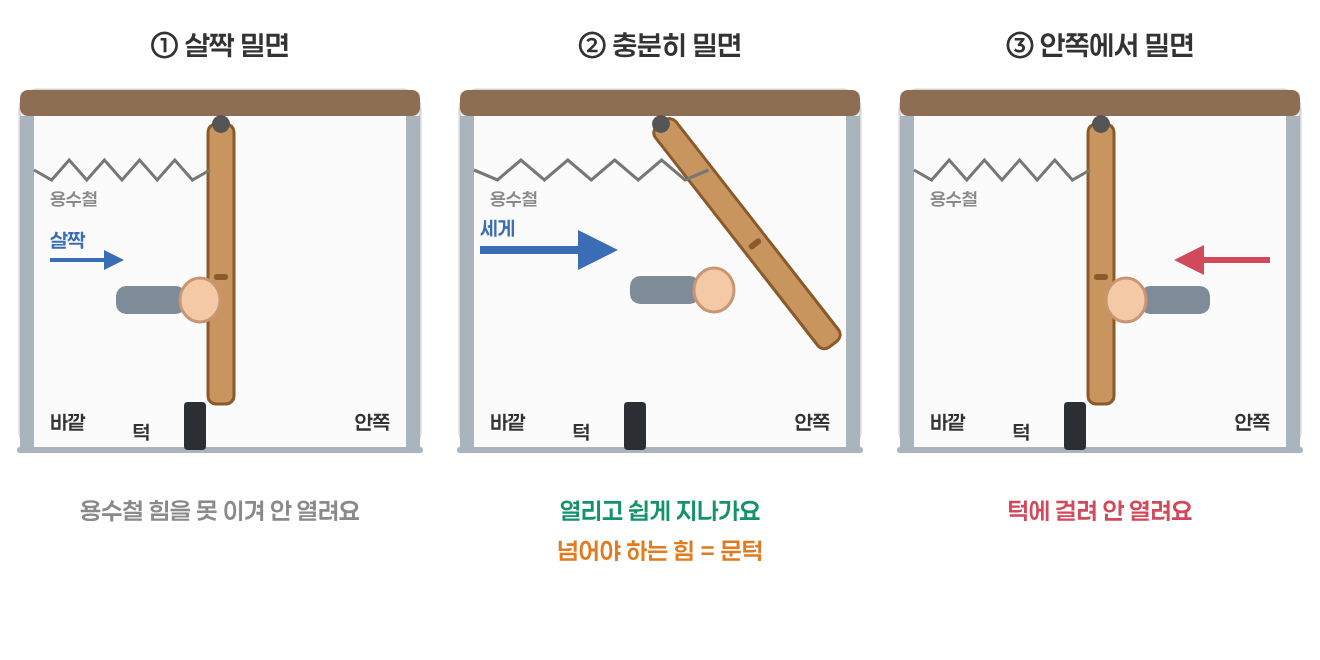 ① 살짝 밀면
용수철
살짝
바깥
턱
안쪽
용수철 힘을 못 이겨 안 열려요
② 충분히 밀면
용수철
세게
바깥
턱
안쪽
열리고 쉽게 지나가요
넘어야 하는 힘 = 문턱
③ 안쪽에서 밀면
용수철
바깥
턱
안쪽
턱에 걸려 안 열려요